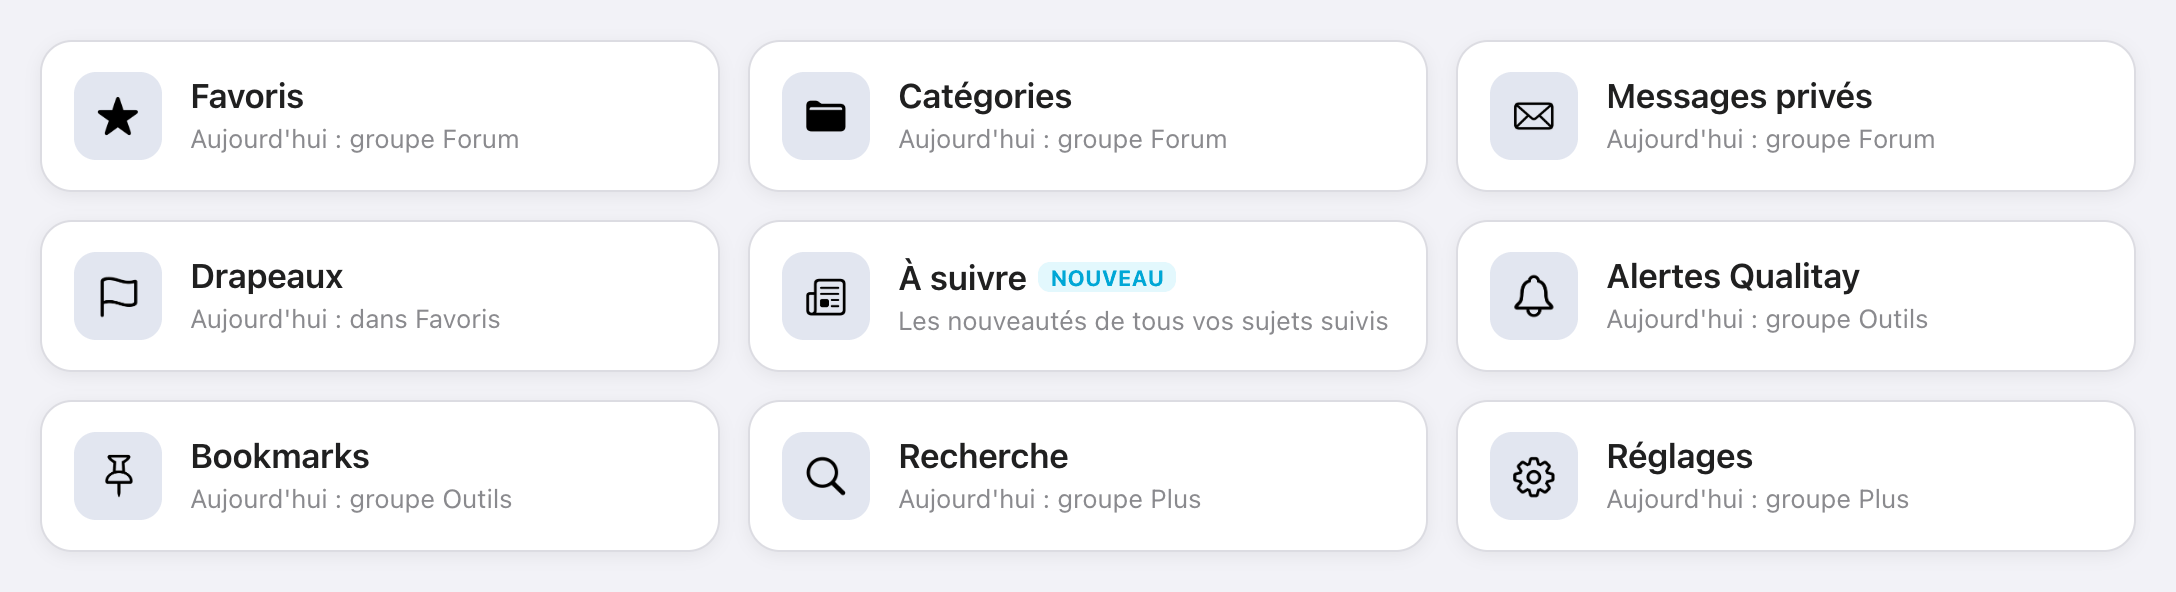 Favoris
Aujourd'hui : groupe Forum
Catégories
Aujourd'hui : groupe Forum
Messages privés
Aujourd'hui : groupe Forum
Drapeaux
Aujourd'hui : dans Favoris
À suivre NOUVEAU
Les nouveautés de tous vos sujets suivis
Alertes Qualitay
Aujourd'hui : groupe Outils
Bookmarks
Aujourd'hui : groupe Outils
Recherche
Aujourd'hui : groupe Plus
Réglages
Aujourd'hui : groupe Plus